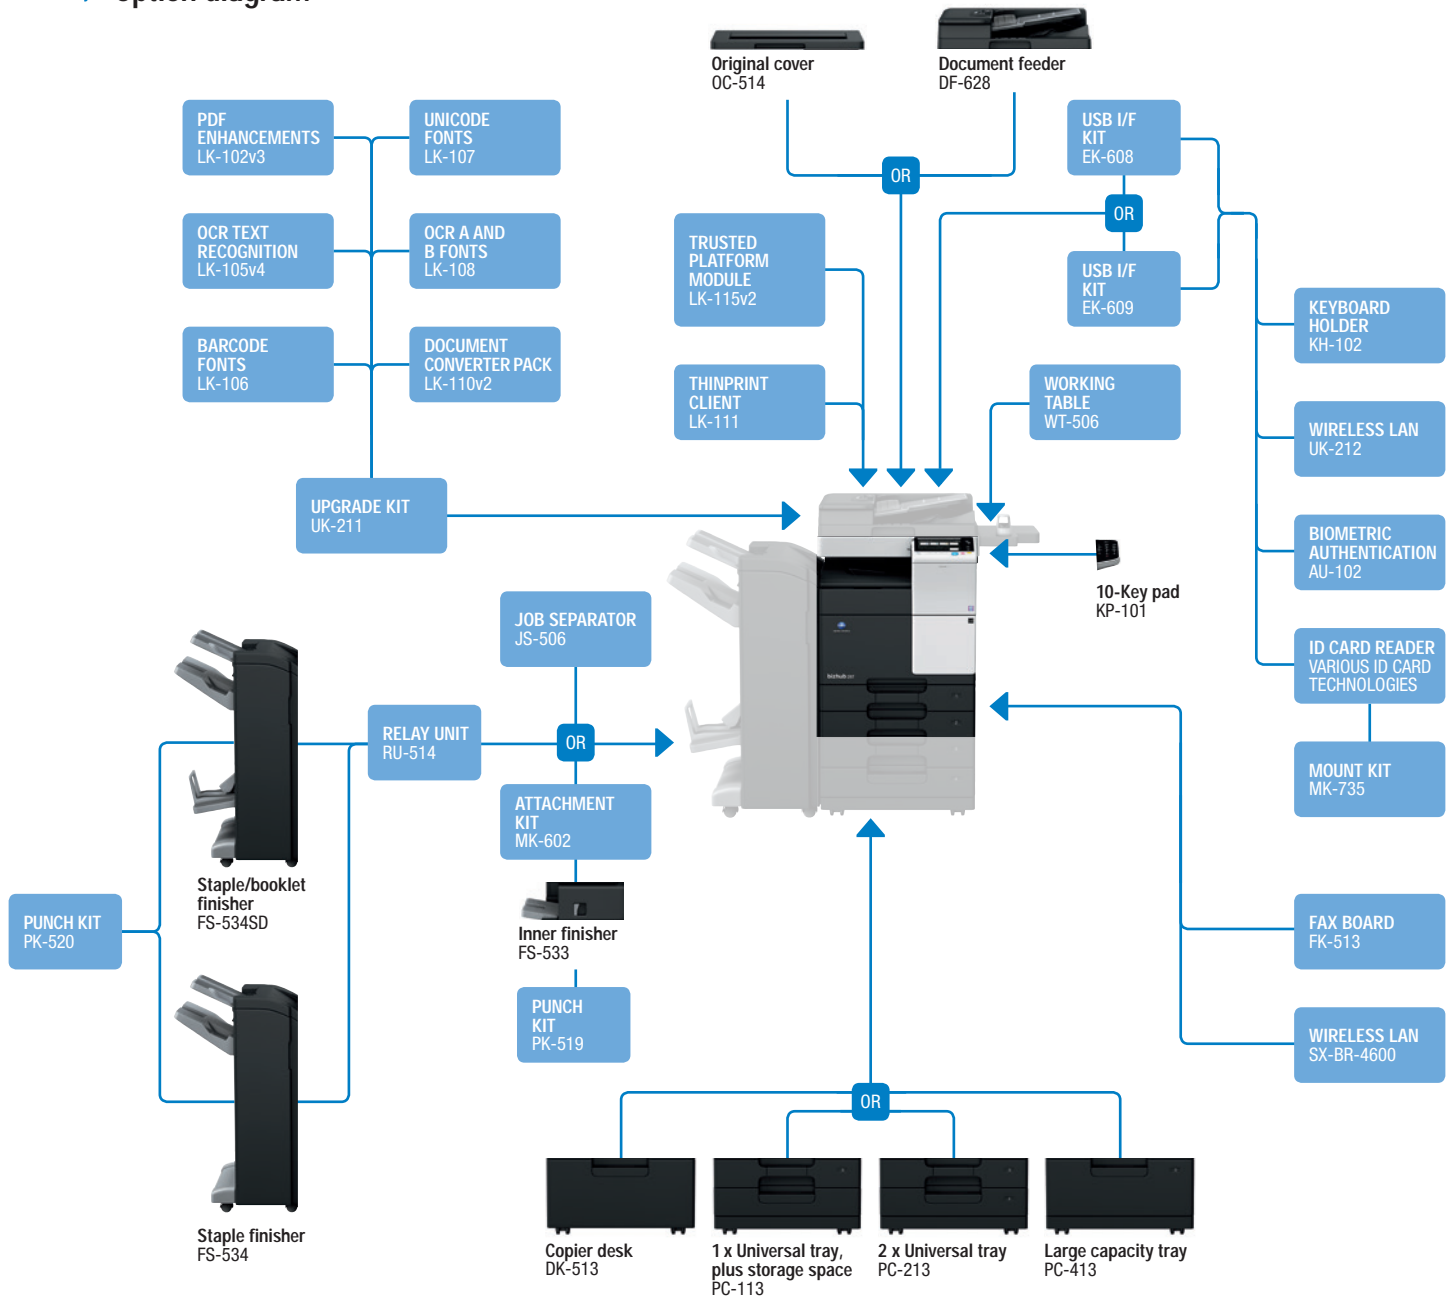 option diagram
Original cover
OC-514
Document feeder
DF-628
PDF
ENHANCEMENTS
LK-102v3
UNICODE
FONTS
LK-107
USB I/F
KIT
EK-608
OR
OR
OCR TEXT
RECOGNITION
LK-105v4
OCR A AND
B FONTS
LK-108
TRUSTED
PLATFORM
MODULE
LK-115v2
USB I/F
KIT
EK-609
KEYBOARD
HOLDER
KH-102
BARCODE
FONTS
LK-106
DOCUMENT
CONVERTER PACK
LK-110v2
THINPRINT
CLIENT
LK-111
WORKING
TABLE
WT-506
WIRELESS LAN
UK-212
UPGRADE KIT
UK-211
BIOMETRIC
AUTHENTICATION
AU-102
10-Key pad
KP-101
JOB SEPARATOR
JS-506
ID CARD READER
VARIOUS ID CARD
TECHNOLOGIES
bizhub
RELAY UNIT
RU-514
OR
MOUNT KIT
MK-735
ATTACHMENT
KIT
MK-602
Staple/booklet
finisher
FS-534SD
PUNCH KIT
PK-520
Inner finisher
FS-533
FAX BOARD
FK-513
PUNCH
KIT
PK-519
WIRELESS LAN
SX-BR-4600
OR
Staple finisher
FS-534
Copier desk
DK-513
1 x Universal tray,
plus storage space
PC-113
2 x Universal tray
PC-213
Large capacity tray
PC-413